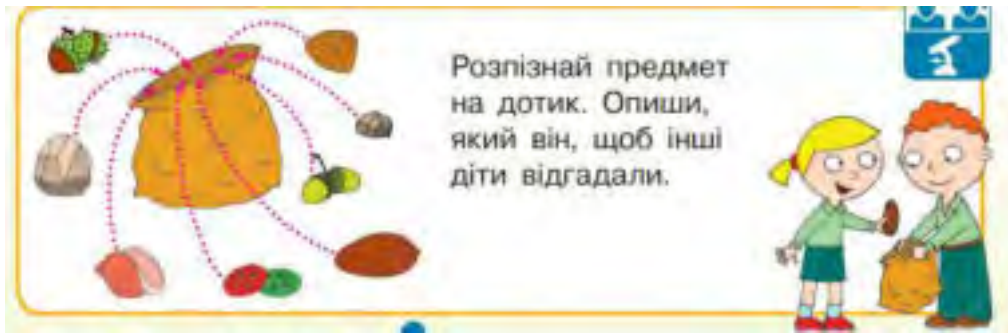 Розпізнай предмет
на дотик. Опиши,
який він, щоб інші
діти відгадали.